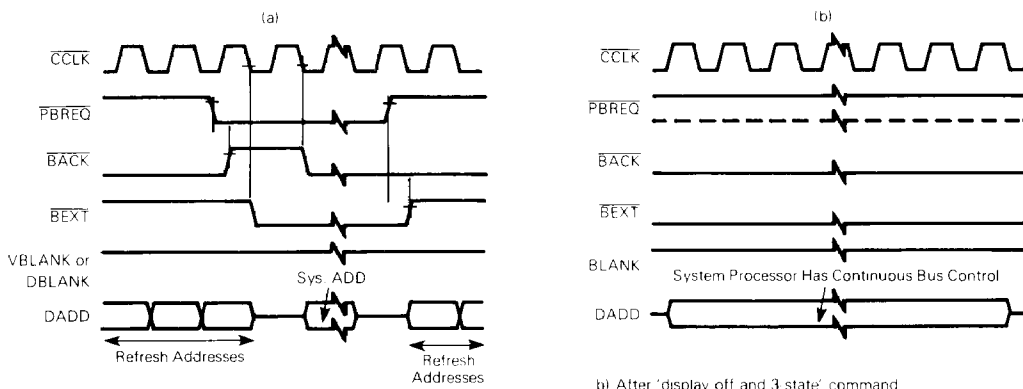 (a)
CCLK
PBREQ
BACK
BEXT
VBLANK or
DBLANK
Sys. ADD
DADD
Refresh Addresses
Refresh
Addresses
(b)
CCLK
PBREQ
BACK
BEXT
BLANK
System Processor Has Continuous Bus Control
DADD
b) After 'display off and 3-state' command